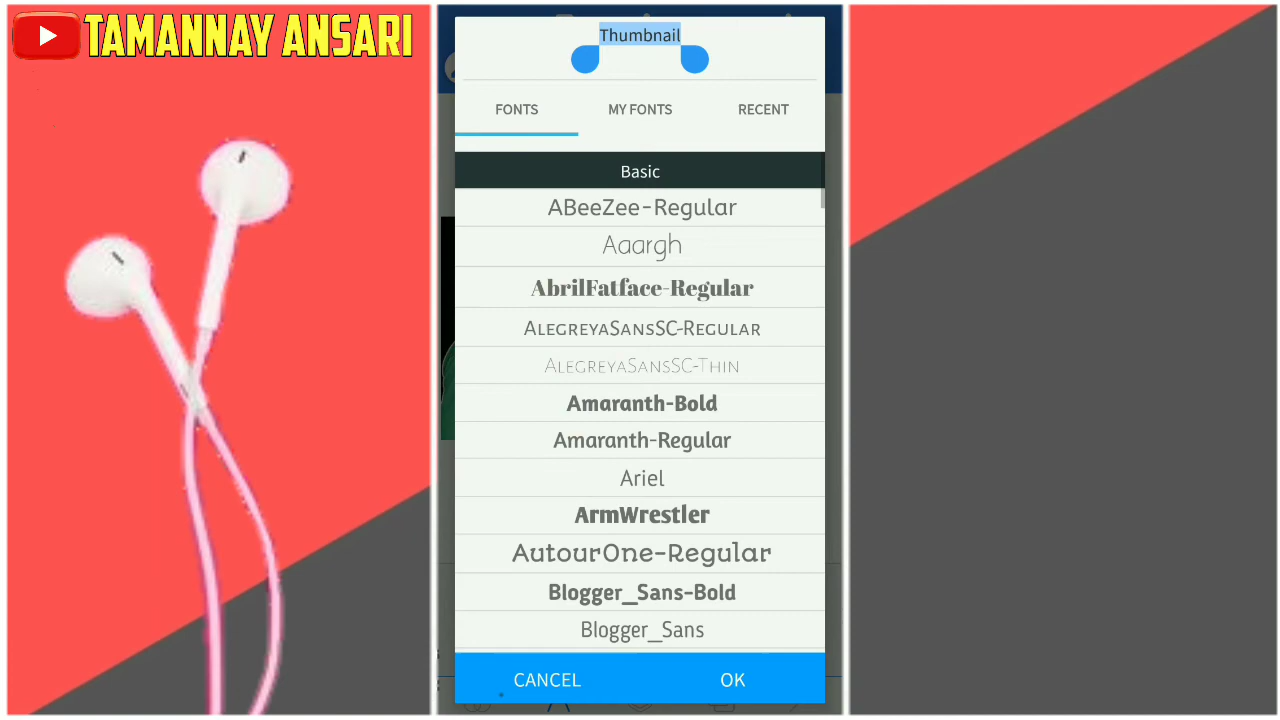 TAMANNAY ANSARI
Thumbnail
FONTS MY FONTS RECENT
Basic
ABeeZee-Regular
Aaargh
AbrilFatface-Regular
AlegreyaSansSC-Regular
AlegreyaSansSC-Thin
Amaranth-Bold
Amaranth-Regular
Ariel
ArmWrestler
AutourOne-Regular
Blogger_Sans-Bold
Blogger_Sans
CANCEL OK